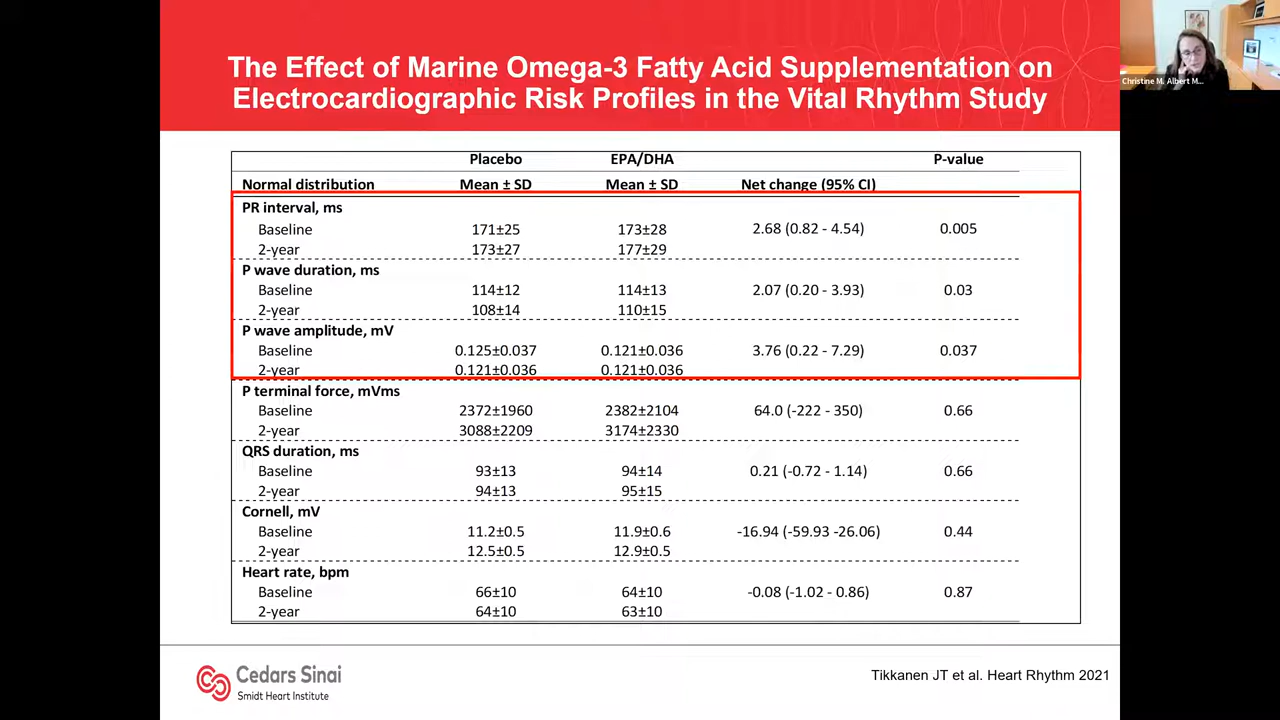 The Effect of Marine Omega-3 Fatty Acid Supplementation on
Electrocardiographic Risk Profiles in the Vital Rhythm Study
Christine M. Albert M...
Placebo EPA/DHA P-value
Normal distribution Mean ± SD Mean ± SD Net change (95% CI)
PR interval, ms
Baseline 171±25 173±28 2.68 (0.82 - 4.54) 0.005
2-year 173±27 177±29
P wave duration, ms
Baseline 114±12 114±13 2.07 (0.20 - 3.93) 0.03
2-year 108±14 110±15
P wave amplitude, mV
Baseline 0.125±0.037 0.121±0.036 3.76 (0.22 - 7.29) 0.037
2-year 0.121±0.036 0.121±0.036
P terminal force, mVms
Baseline 2372±1960 2382±2104 64.0 (-222 - 350) 0.66
2-year 3088±2209 3174±2330
QRS duration, ms
Baseline 93±13 94±14 0.21 (-0.72 - 1.14) 0.66
2-year 94±13 95±15
Cornell, mV
Baseline 11.2±0.5 11.9±0.6 -16.94 (-59.93 -26.06) 0.44
2-year 12.5±0.5 12.9±0.5
Heart rate, bpm
Baseline 66±10 64±10 -0.08 (-1.02 - 0.86) 0.87
2-year 64±10 63±10
Cedars Sinai
Smidt Heart Institute
Tikkanen JT et al. Heart Rhythm 2021